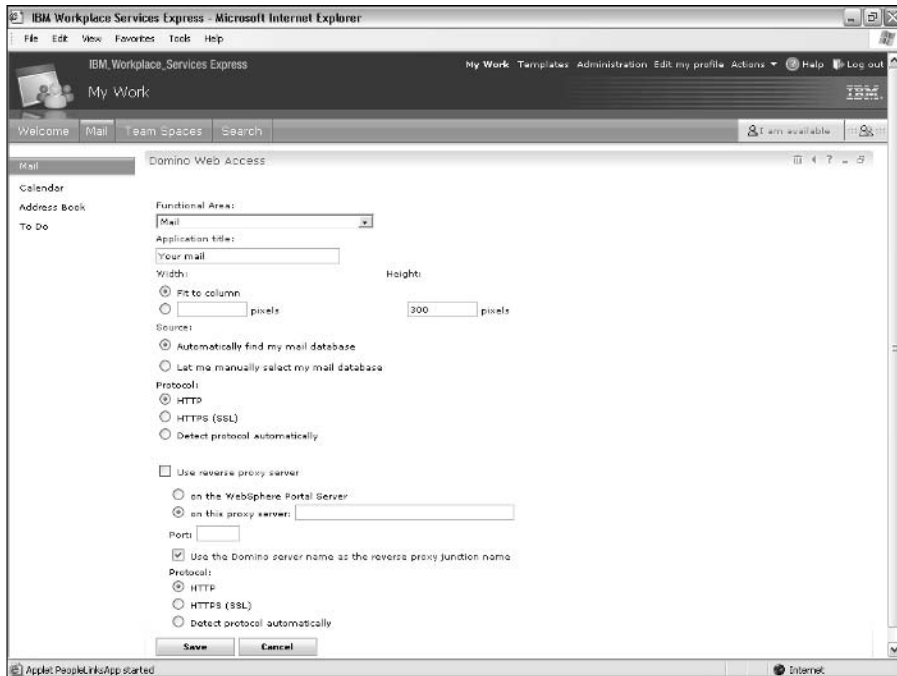 IBM Workplace Services Express - Microsoft Internet Explorer
File Edit View Favorites Tools Help
IBM. Workplace_Services Express
My Work Templates Administration Edit my profile Actions ? Help Log out
My Work
IBM.
Welcome Mail Team Spaces Search
I am available
Mail
Domino Web Access
?
Calendar
Address Book
To Do
Functional Area:
Mail
Application title:
Your mail
Width: Height:
Fit to column
pixels 300 pixels
Source:
Automatically find my mail database
Let me manually select my mail database
Protocol:
HTTP
HTTPS (SSL)
Detect protocol automatically
Use reverse proxy server
on the WebSphere Portal Server
on this proxy server:
Port:
Use the Domino server name as the reverse proxy junction name
Protocol:
HTTP
HTTPS (SSL)
Detect protocol automatically
Save Cancel
Applet PeopleLinksApp started Internet